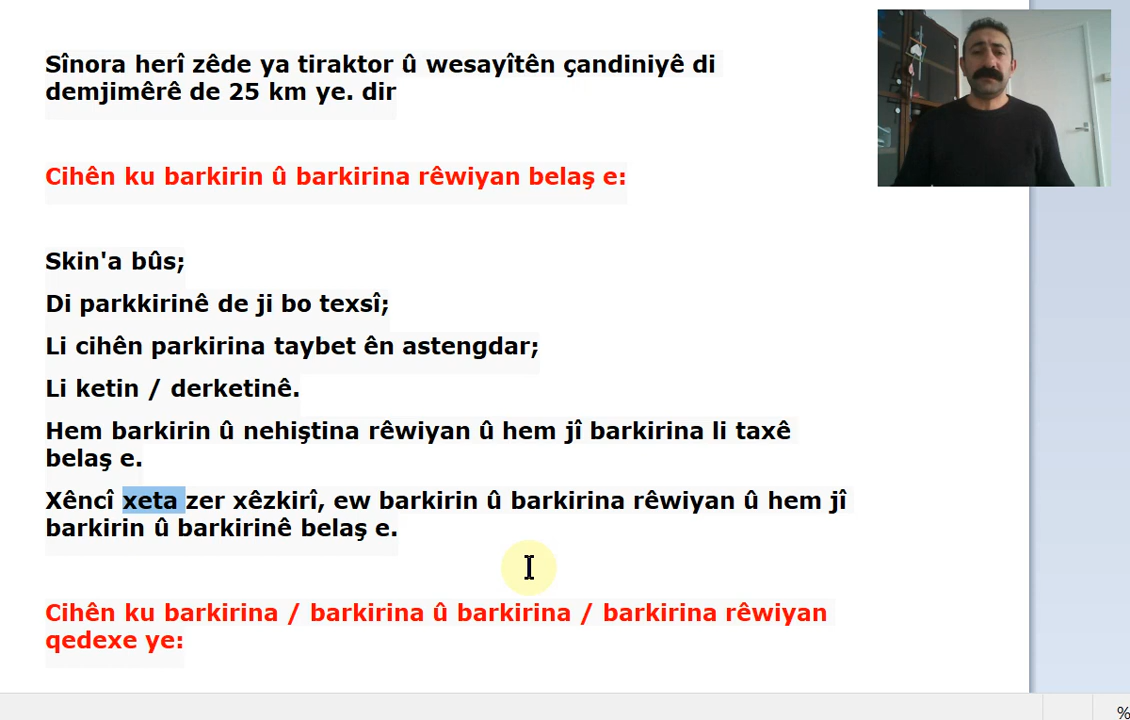 Sînora herî zêde ya tiraktor û wesayîtên çandiniyê di
demjimêrê de 25 km ye. dir
Cihên ku barkirin û barkirina rêwiyan belaş e:
Skin'a bûs;
Di parkkirinê de ji bo texsî;
Li cihên parkirina taybet ên astengdar;
Li ketin / derketinê.
Hem barkirin û nehiştina rêwiyan û hem jî barkirina li taxê
belaş e.
Xêncî xeta zer xêzkirî, ew barkirin û barkirina rêwiyan û hem jî
barkirin û barkirinê belaş e.
Cihên ku barkirina / barkirina û barkirina / barkirina rêwiyan
qedexe ye:
%